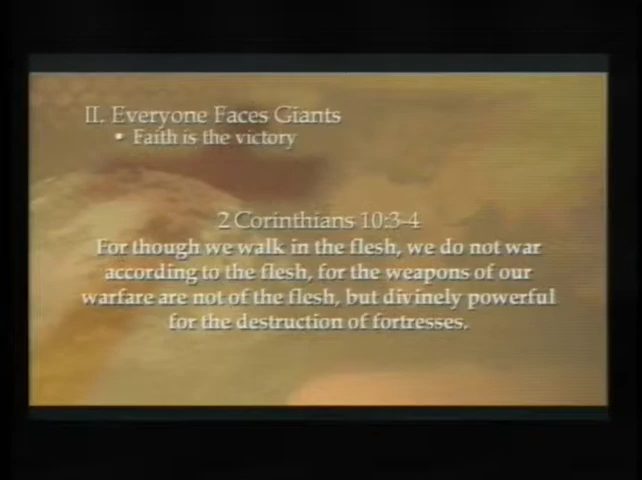 II. Everyone Faces Giants
• Faith is the victory
2 Corinthians 10:3-4
For though we walk in the flesh, we do not war
according to the flesh, for the weapons of our
warfare are not of the flesh, but divinely powerful
for the destruction of fortresses.